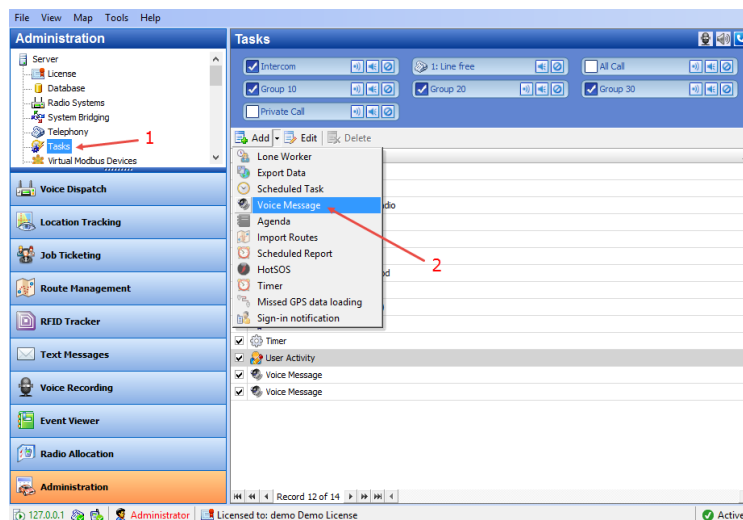 File View Map Tools Help
Administration
Server
License
Database
Radio Systems
System Bridging
Telephony
Tasks
Virtual Modbus Devices
1
Voice Dispatch
Location Tracking
Job Ticketing
Route Management
RFID Tracker
Text Messages
Voice Recording
Event Viewer
Radio Allocation
Administration
Tasks
Intercom
1: Line free
All Call
Group 10
Group 20
Group 30
Private Call
Add Edit Delete
Lone Worker
Export Data
Scheduled Task
Voice Message
Agenda
Import Routes
Scheduled Report
HotSOS
Timer
Missed GPS data loading
Sign-in notification
2
Timer
User Activity
Voice Message
Voice Message
Record 12 of 14
127.0.0.1 Administrator Licensed to: demo Demo License Active